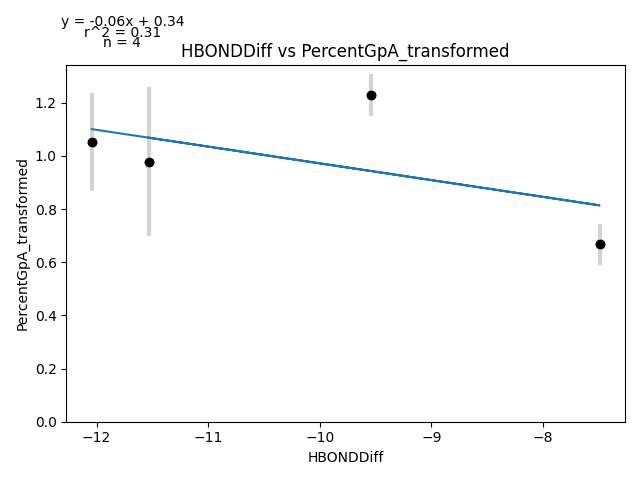 y = -0.06x + 0.34
r^2 = 0.31
n = 4
HBONDDiff vs PercentGpA_transformed
1.2
1.0
0.8
0.6
0.4
0.2
0.0
PercentGpA_transformed
−12
−11
−10
−9
−8
HBONDDiff